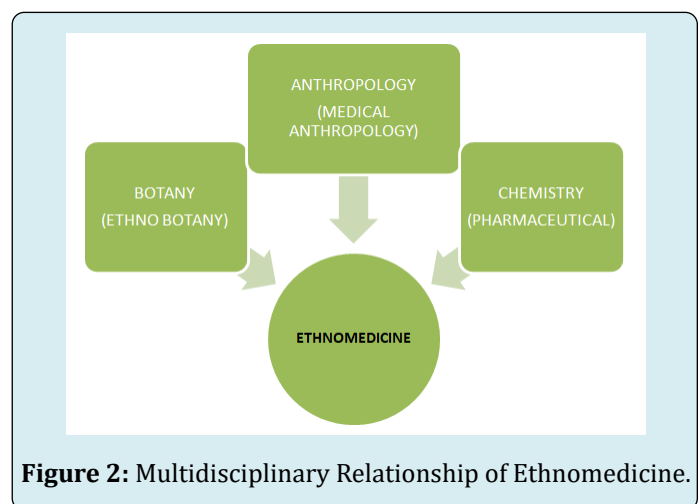 ANTHROPOLOGY
(MEDICAL
ANTHROPOLOGY)
BOTANY
(ETHNO BOTANY)
CHEMISTRY
(PHARMACEUTICAL)
ETHNOMEDICINE
Figure 2: Multidisciplinary Relationship of Ethnomedicine.